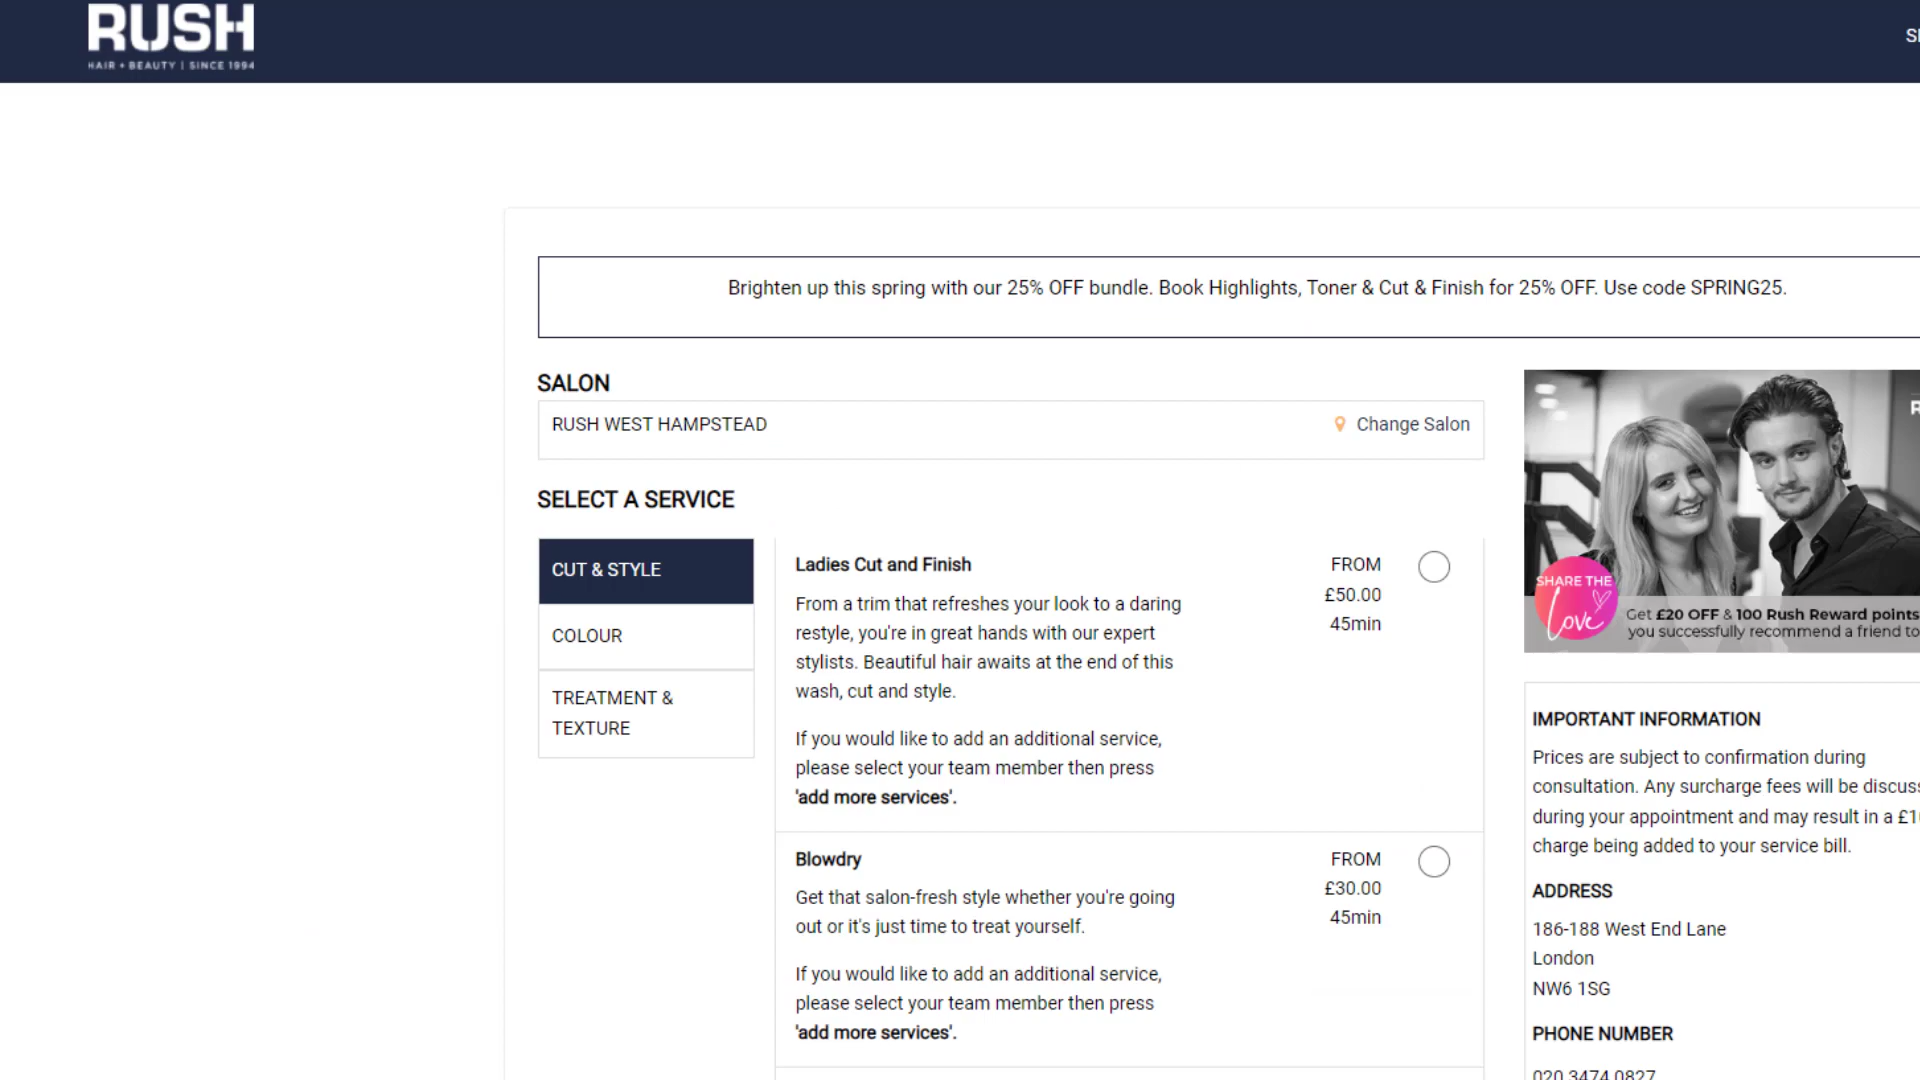 RUSH
HAIR + BEAUTY | SINCE 1994
Brighten up this spring with our 25% OFF bundle. Book Highlights, Toner & Cut & Finish for 25% OFF. Use code SPRING25.
SALON
RUSH WEST HAMPSTEAD
Change Salon
SELECT A SERVICE
CUT & STYLE
COLOUR
TREATMENT &
TEXTURE
Ladies Cut and Finish
From a trim that refreshes your look to a daring
restyle, you're in great hands with our expert
stylists. Beautiful hair awaits at the end of this
wash, cut and style.
If you would like to add an additional service,
please select your team member then press
'add more services'.
FROM
£50.00
45min
Blowdry
Get that salon-fresh style whether you're going
out or it's just time to treat yourself.
If you would like to add an additional service,
please select your team member then press
'add more services'.
FROM
£30.00
45min
SHARE THE
Love
Get £20 OFF & 100 Rush Reward points
you successfully recommend a friend to
IMPORTANT INFORMATION
Prices are subject to confirmation during
consultation. Any surcharge fees will be
during your appointment and may result in a
charge being added to your service bill.
ADDRESS
186-188 West End Lane
London
NW6 1SG
PHONE NUMBER
020 3474 0827